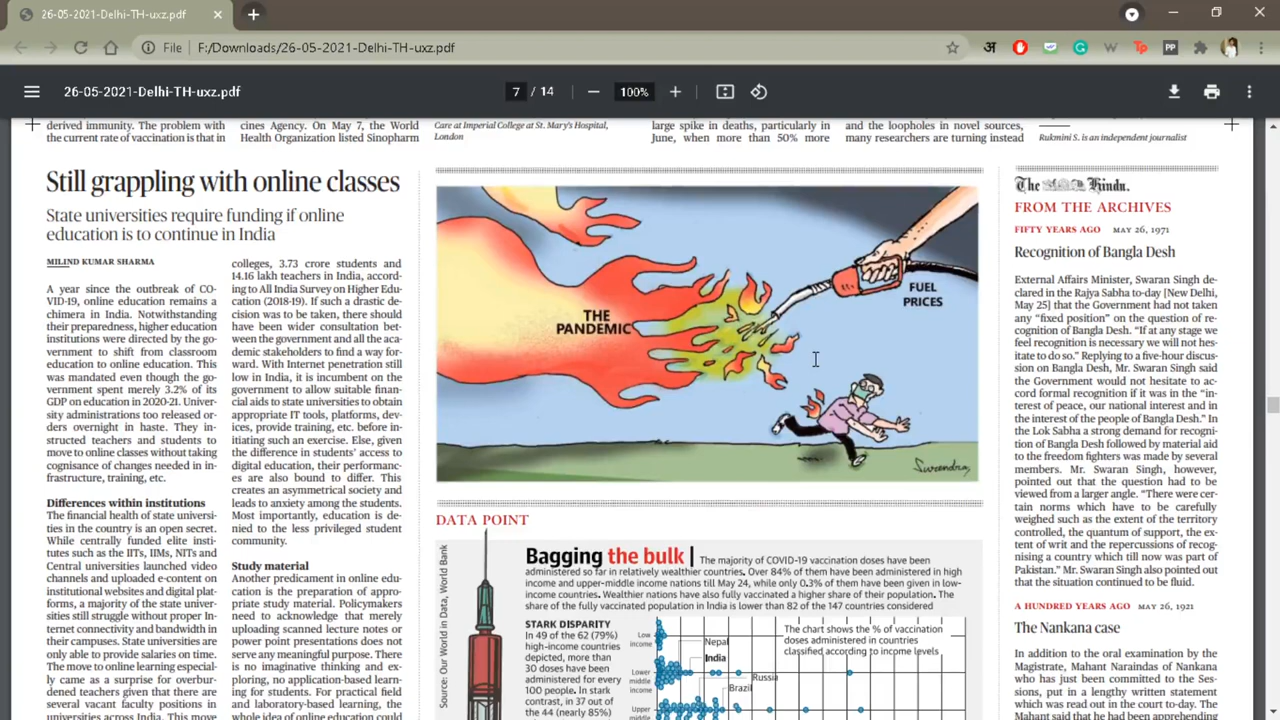 26-05-2021-Delhi-TH-uxz.pdf
File
F:/Downloads/26-05-2021-Delhi-TH-uxz.pdf
अ
W
Tp
PP
26-05-2021-Delhi-TH-uxz.pdf
7 / 14
100%
derived immunity. The problem with
the current rate of vaccination is that in
cines Agency. On May 7, the World
Health Organization listed Sinopharm
Care at Imperial College at St. Mary's Hospital,
London
large spike in deaths, particularly in
June, when more than 50% more
and the loopholes in novel sources,
many researchers are turning instead
Rukmini S. is an independent journalist
Still grappling with online classes
State universities require funding if online
education is to continue in India
MILIND KUMAR SHARMA
A year since the outbreak of CO-
VID-19, online education remains a
chimera in India. Notwithstanding
their preparedness, higher education
institutions were directed by the go-
vernment to shift from classroom
education to online education. This
was mandated even though the go-
vernment spent merely 3.2% of its
GDP on education in 2020-21. Univer-
sity administrations too released or-
ders overnight in haste. They in-
structed teachers and students to
move to online classes without taking
cognisance of changes needed in in-
frastructure, training, etc.
Differences within institutions
The financial health of state universi-
ties in the country is an open secret.
While centrally funded elite insti-
tutes such as the IITs, IIMs, NITs and
Central universities launched video
channels and uploaded e-content on
institutional websites and digital plat-
forms, a majority of the state univer-
sities still struggle without proper In-
ternet connectivity and bandwidth in
their campuses. State universities are
only able to provide salaries on time.
The move to online learning especial-
ly came as a surprise for overbur-
dened teachers given that there are
several vacant faculty positions in
universities across India. This move
colleges, 3.73 crore students and
14.16 lakh teachers in India, accord-
ing to All India Survey on Higher Edu-
cation (2018-19). If such a drastic de-
cision was to be taken, there should
have been wider consultation bet-
ween the government and all the aca-
demic stakeholders to find a way for-
ward. With Internet penetration still
low in India, it is incumbent on the
government to allow suitable financi-
al aids to state universities to obtain
appropriate IT tools, platforms, dev-
ices, provide training, etc. before in-
itiating such an exercise. Else, given
the difference in students' access to
digital education, their performanc-
es are also bound to differ. This
creates an asymmetrical society and
leads to anxiety among the students.
Most importantly, education is de-
nied to the less privileged student
community.
Study material
Another predicament in online edu-
cation is the preparation of appro-
priate study material. Policymakers
need to acknowledge that merely
uploading scanned lecture notes or
power point presentations does not
serve any meaningful purpose. There
is no imaginative thinking and ex-
ploring, no application-based learn-
ing for students. For practical field
and laboratory-based learning, the
whole idea of online education could
THE
PANDEMIC
FUEL
PRICES
Surendra
DATA POINT
Bagging the bulk | The majority of COVID-19 vaccination doses have been
administered so far in relatively wealthier countries. Over 84% of them have been administered in high
income and upper-middle income nations till May 24, while only 0.3% of them have been given in low-
income countries. Wealthier nations have also fully vaccinated a higher share of their population. The
share of the fully vaccinated population in India is lower than 82 of the 147 countries considered
Source: Our World in Data, World Bank
STARK DISPARITY
In 49 of the 62 (79%)
high-income countries
depicted, more than
30 doses have been
administered for every
100 people. In stark
contrast, in 37 out of
the 44 (nearly 85%)
The chart shows the % of vaccination
doses administered in countries
classified according to income levels
Low
income
Lower
middle
income
Upper
middle
Nepal
India
Russia
Brazil
The Hindu.
FROM THE ARCHIVES
FIFTY YEARS AGO MAY 26, 1971
Recognition of Bangla Desh
External Affairs Minister, Swaran Singh de-
clared in the Rajya Sabha to-day [New Delhi,
May 25] that the Government had not taken
any "fixed position" on the question of re-
cognition of Bangla Desh. "If at any stage we
feel recognition is necessary we will not hes-
itate to do so." Replying to a five-hour discus-
sion on Bangla Desh, Mr. Swaran Singh said
the Government would not hesitate to ac-
cord formal recognition if it was in the "in-
terest of peace, our national interest and in
the interest of the people of Bangla Desh." In
the Lok Sabha a strong demand for recogni-
tion of Bangla Desh followed by material aid
to the freedom fighters was made by several
members. Mr. Swaran Singh, however,
pointed out that the question had to be
viewed from a larger angle. "There were cer-
tain norms which have to be carefully
weighed such as the extent of the territory
controlled, the quantum of support, the ex-
tent of writ and the repercussions of recog-
nising a country which till now was part of
Pakistan." Mr. Swaran Singh also pointed out
that the situation continued to be fluid.
A HUNDRED YEARS AGO MAY 26, 1921
The Nankana case
In addition to the oral examination by the
Magistrate, Mahant Naraindas of Nankana
who has just been committed to the Ses-
sions, put in a lengthy written statement
which was read out in the court to-day. The
Mahant said that he had been apprehending